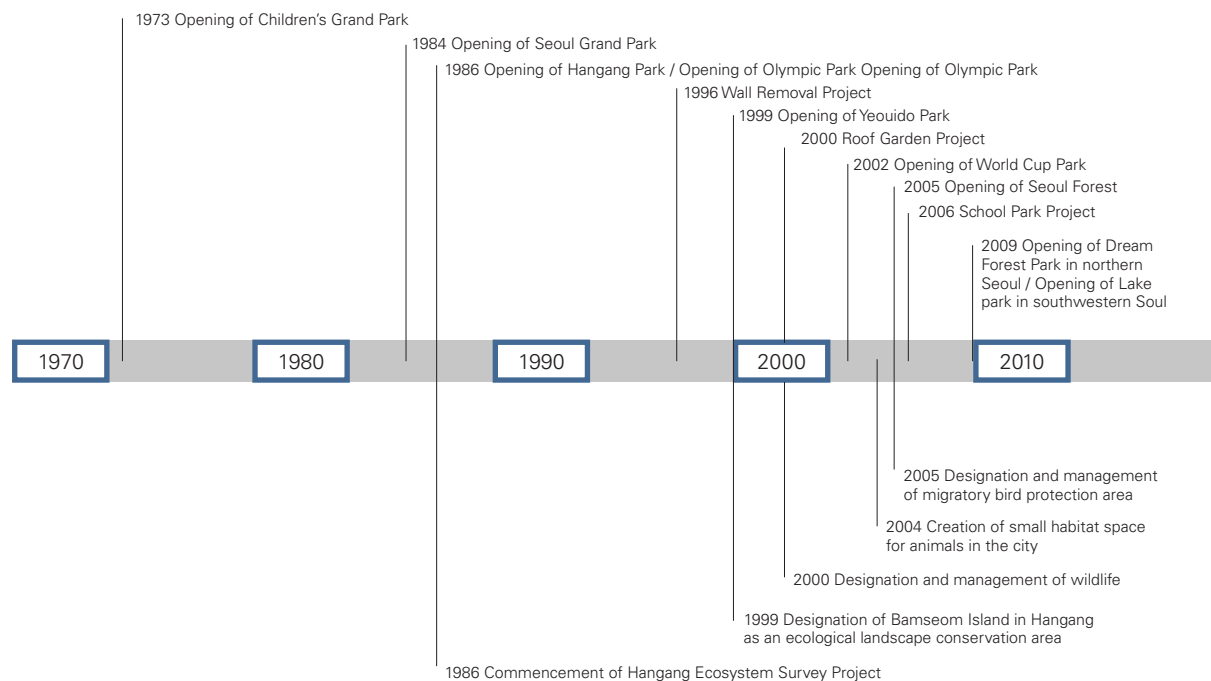 1973 Opening of Children’s Grand Park
1984 Opening of Seoul Grand Park
1986 Opening of Hangang Park / Opening of Olympic Park Opening of Olympic Park
1996 Wall Removal Project
1999 Opening of Yeouido Park
2000 Roof Garden Project
2002 Opening of World Cup Park
2005 Opening of Seoul Forest
2006 School Park Project
2009 Opening of Dream
Forest Park in northern
Seoul / Opening of Lake
park in southwestern Soul
1970
1980
1990
2000
2010
2005 Designation and management
of migratory bird protection area
2004 Creation of small habitat space
for animals in the city
2000 Designation and management of wildlife
1999 Designation of Bamseom Island in Hangang
as an ecological landscape conservation area
1986 Commencement of Hangang Ecosystem Survey Project